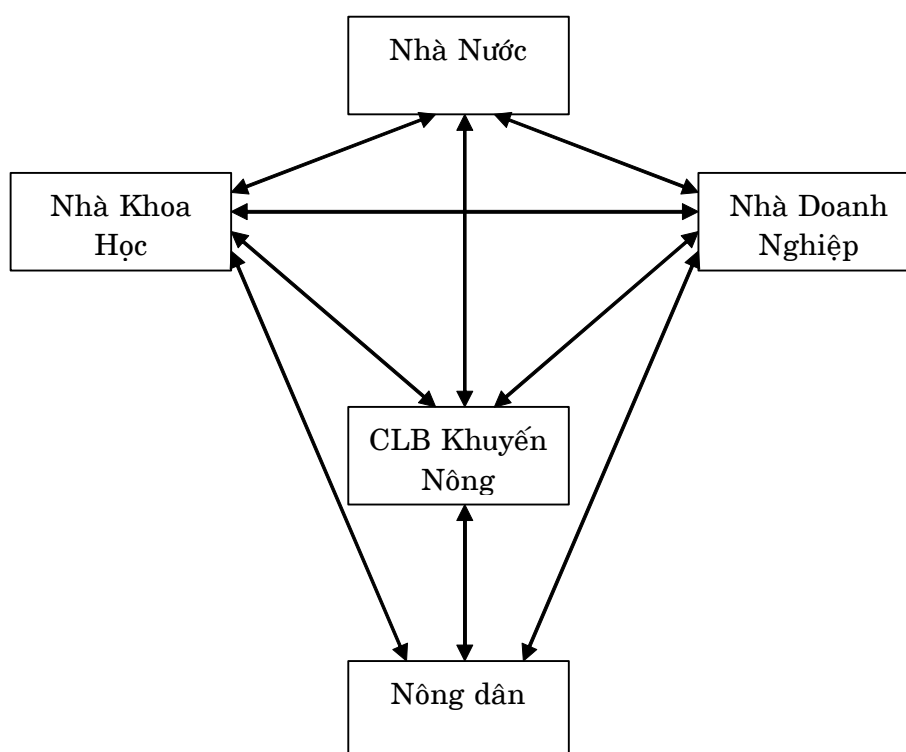 Nhà Nước
Nhà Khoa
Học
Nhà Doanh
Nghiệp
CLB Khuyến
Nông
Nông dân